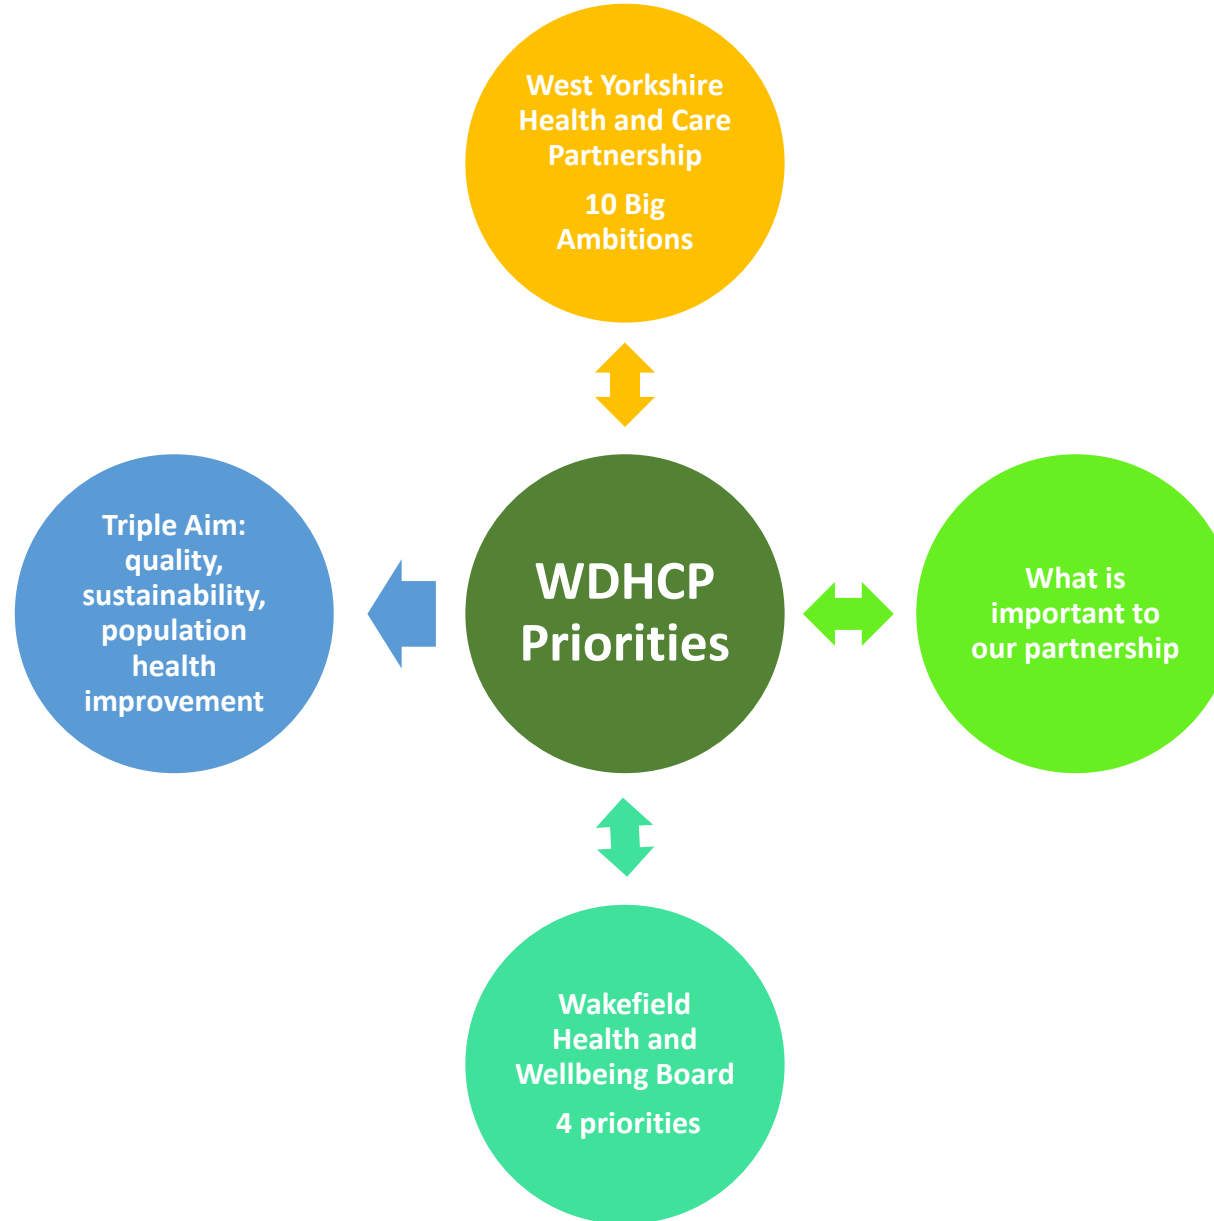 West Yorkshire
Health and Care
Partnership
10 Big
Ambitions
Triple Aim:
quality,
sustainability,
population
health
improvement
WDHCP
Priorities
What is
important to
our partnership
Wakefield
Health and
Wellbeing Board
4 priorities